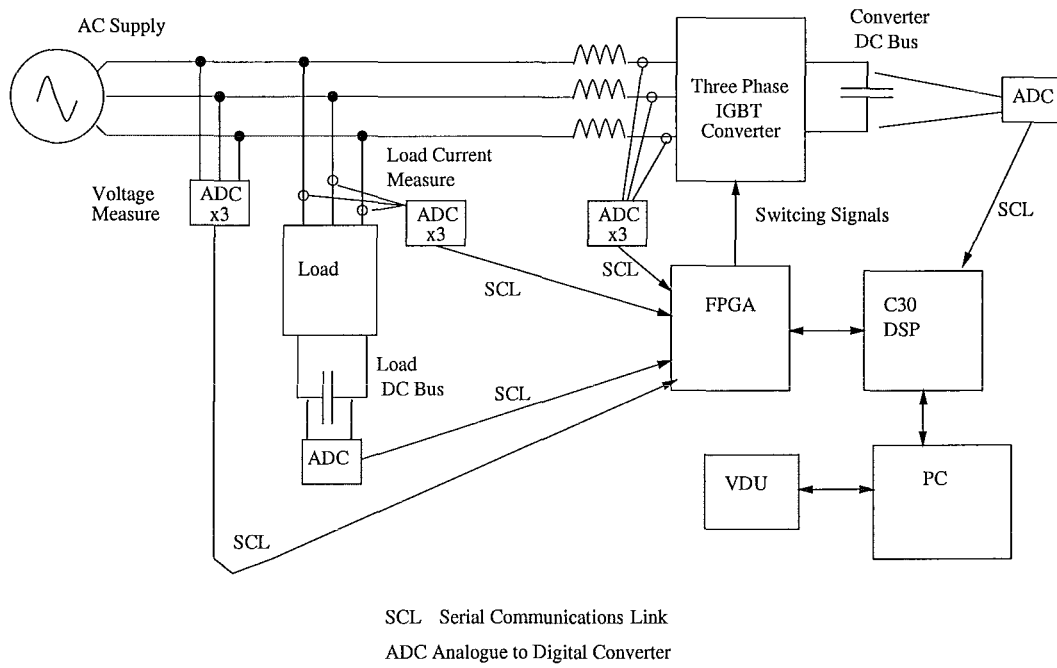 AC Supply
Converter
DC Bus
Three Phase
IGBT
Converter
ADC
Load Current
Measure
Voltage
Measure
ADC
x3
ADC
x3
ADC
x3
Switcing Signals
SCL
SCL
SCL
Load
FPGA
C30
DSP
Load
DC Bus
SCL
ADC
VDU
PC
SCL
SCL Serial Communications Link
ADC Analogue to Digital Converter